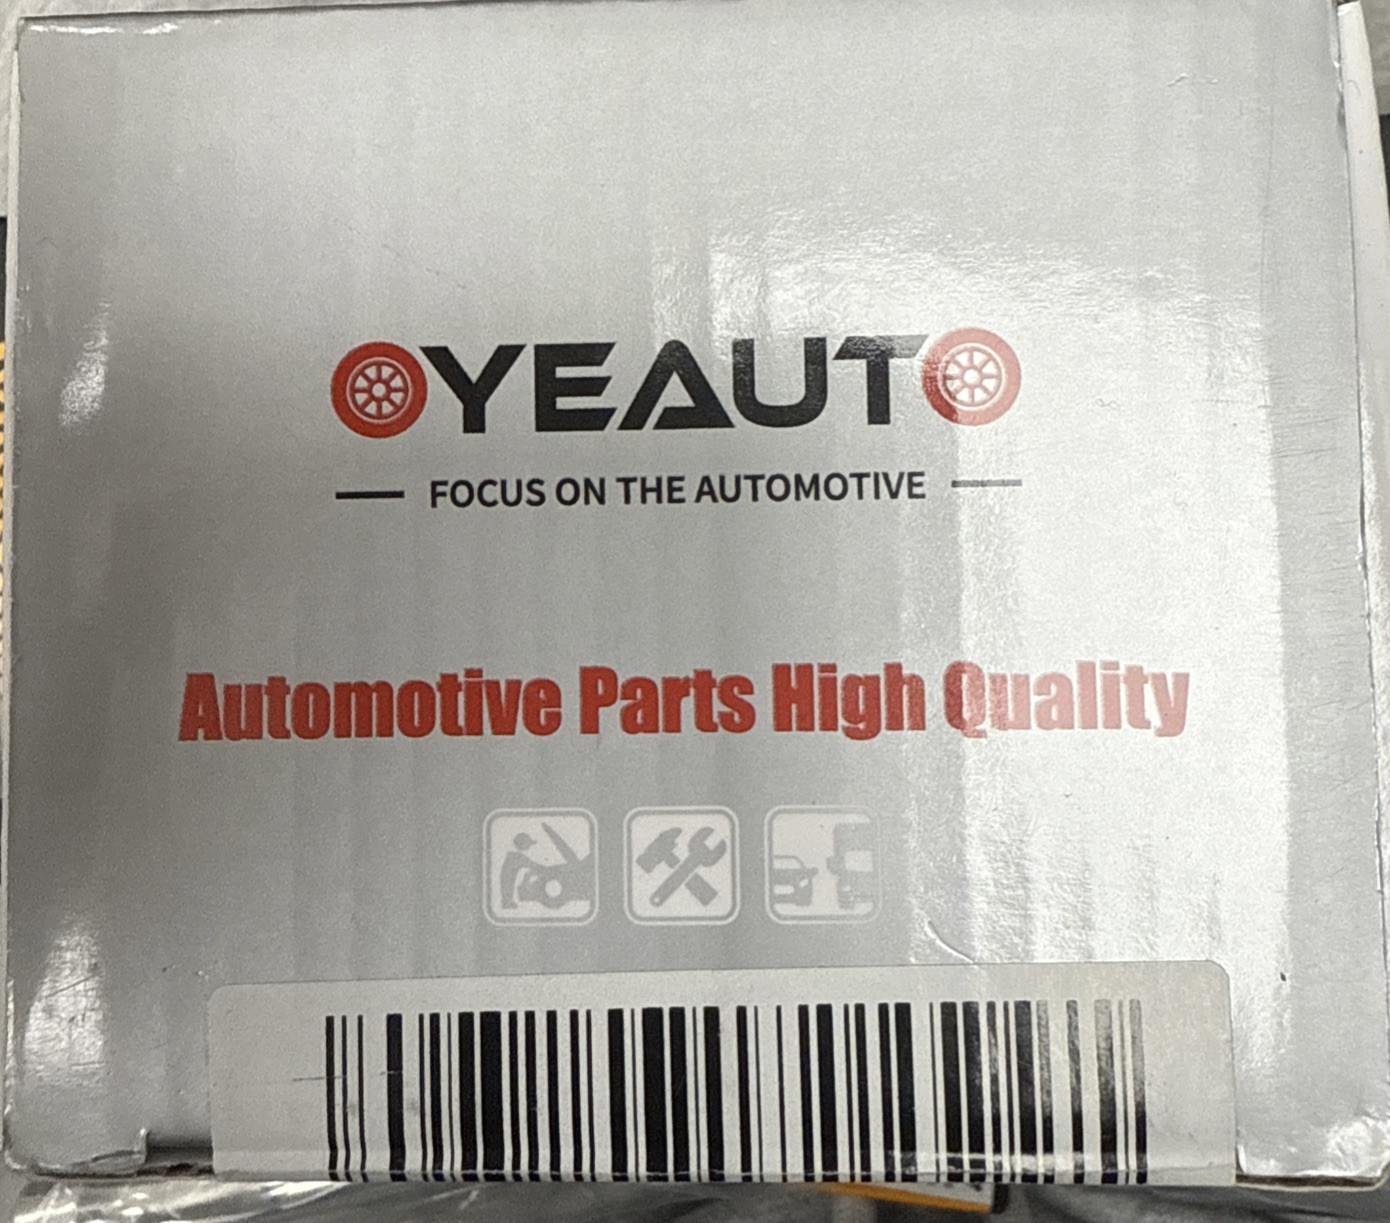 OYEAUTO
FOCUS ON THE AUTOMOTIVE
Automotive Parts High Quality